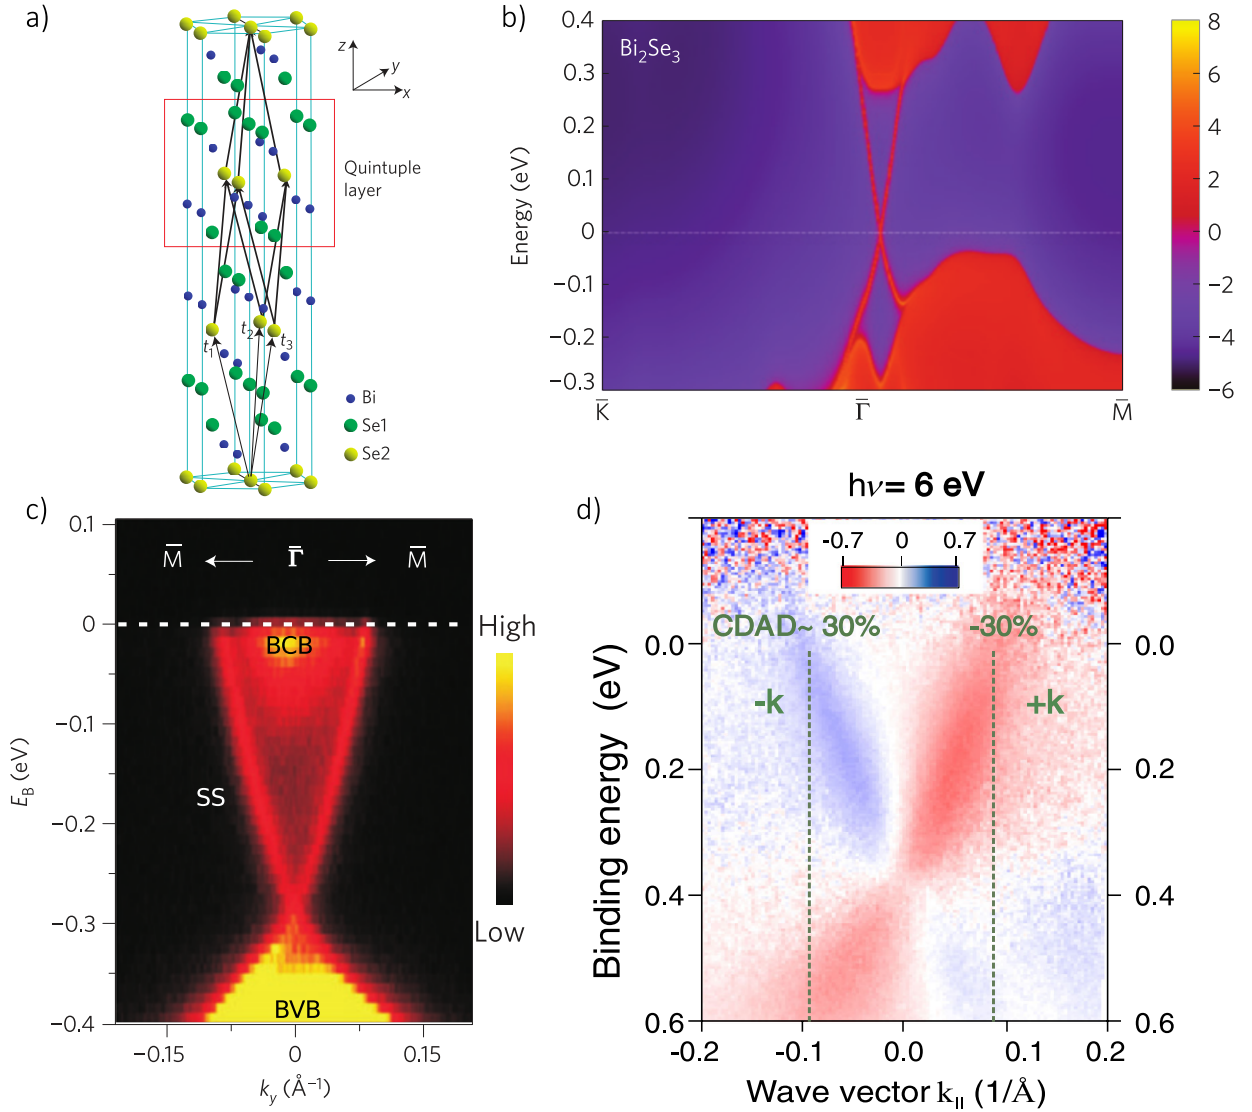 a)
z
y
x
Quintuple
layer
t1
t2
t3
Bi
Se1
Se2
b)
Bi2Se3
Energy (eV)
0.4
0.3
0.2
0.1
0
−0.1
−0.2
−0.3
K̅
Γ̅
M̅
8
6
4
2
0
−2
−4
−6
c)
M̅ ← Γ̅ → M̅
BCB
SS
BVB
High
Low
E_B (eV)
0.1
0
−0.1
−0.2
−0.3
−0.4
−0.15
0
0.15
k_y (Å⁻¹)
d)
hν= 6 eV
-0.7 0 0.7
CDAD~ 30% -30%
-k +k
Binding energy (eV)
0.0 0.0
0.2 0.2
0.4 0.4
0.6 0.6
-0.2 -0.1 0.0 0.1 0.2
Wave vector k|| (1/Å)